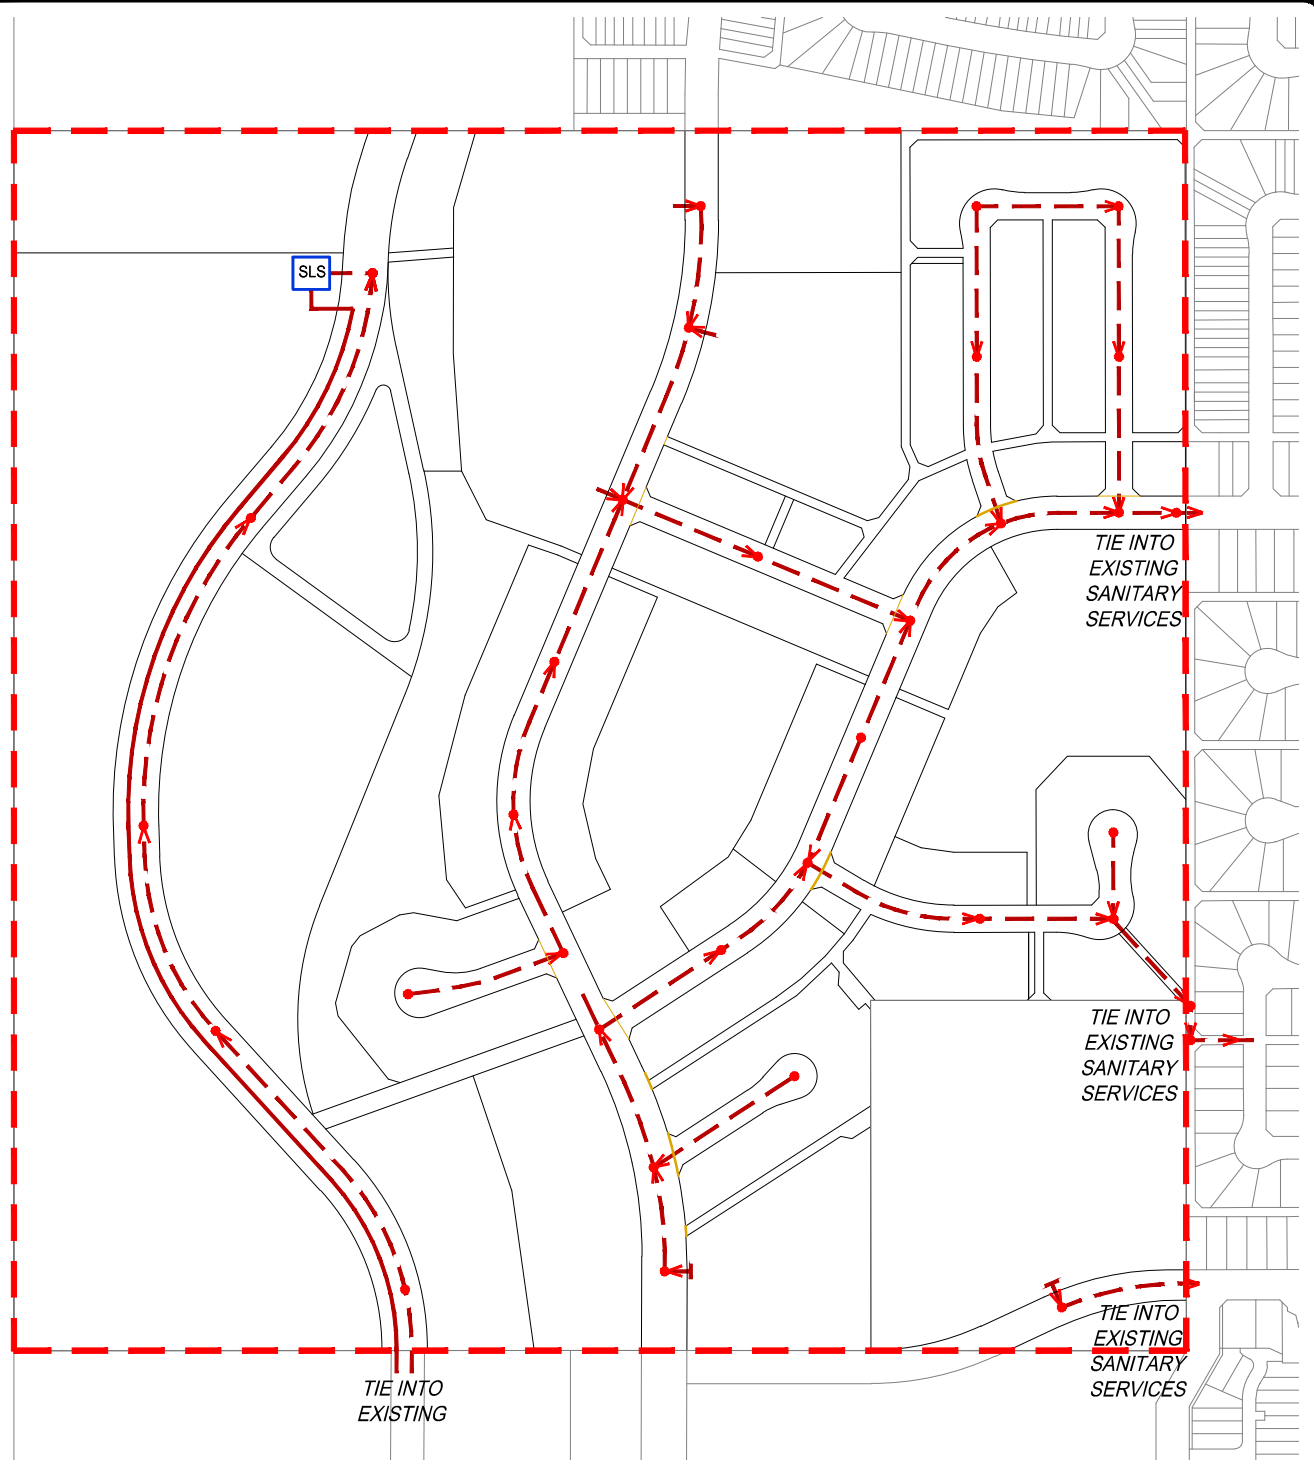 SLS
TIE INTO
EXISTING
SANITARY
SERVICES
TIE INTO
EXISTING
SANITARY
SERVICES
TIE INTO
EXISTING
SANITARY
SERVICES
TIE INTO
EXISTING